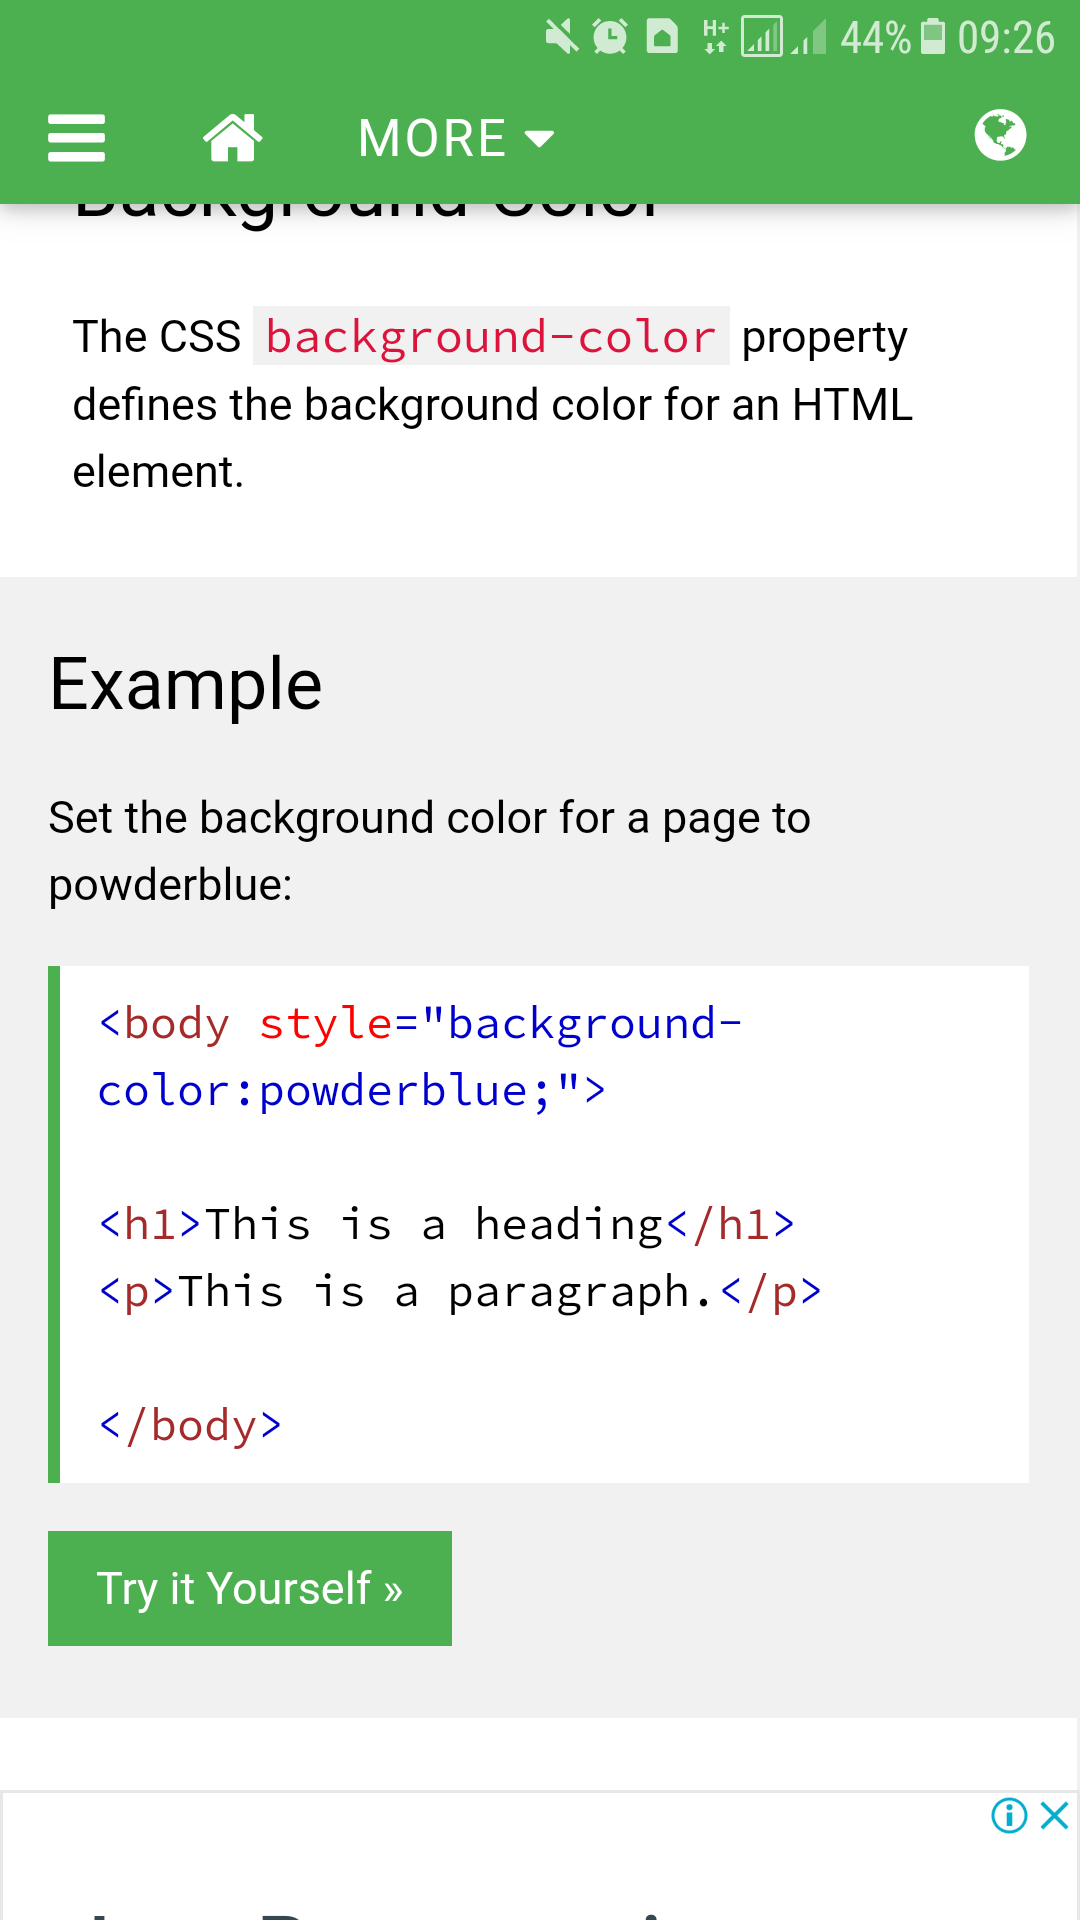 H+ 44% 09:26
MORE
Background Color
The CSS background-color property
defines the background color for an HTML
element.
Example
Set the background color for a page to
powderblue:
<body style="background-
color:powderblue;">
<h1>This is a heading</h1>
<p>This is a paragraph.</p>
</body>
Try it Yourself »